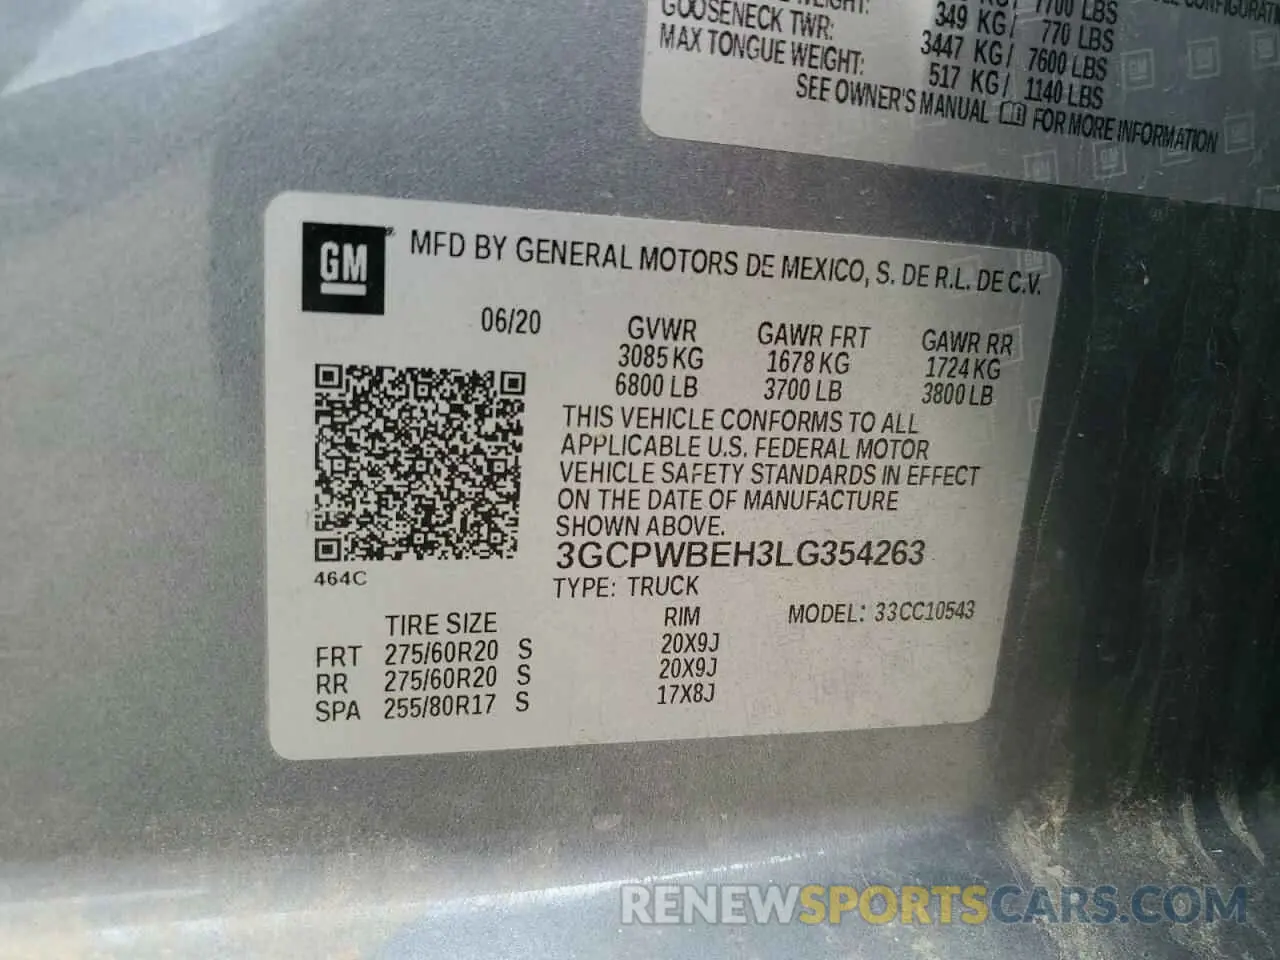 7700 LBS
349 KG/ 770 LBS
GOOSENECK TWR: 3447 KG/ 7600 LBS
MAX TONGUE WEIGHT: 517 KG/ 1140 LBS
SEE OWNER'S MANUAL FOR MORE INFORMATION
GM MFD BY GENERAL MOTORS DE MEXICO, S. DE R.L. DE C.V.
06/20 GVWR GAWR FRT GAWR RR
3085 KG 1678 KG 1724 KG
6800 LB 3700 LB 3800 LB
THIS VEHICLE CONFORMS TO ALL
APPLICABLE U.S. FEDERAL MOTOR
VEHICLE SAFETY STANDARDS IN EFFECT
ON THE DATE OF MANUFACTURE
SHOWN ABOVE.
3GCPWBEH3LG354263
464C
TYPE: TRUCK
MODEL: 33CC10543
TIRE SIZE RIM
FRT 275/60R20 S 20X9J
RR 275/60R20 S 20X9J
SPA 255/80R17 S 17X8J
RENEWSPORTSCARS.COM